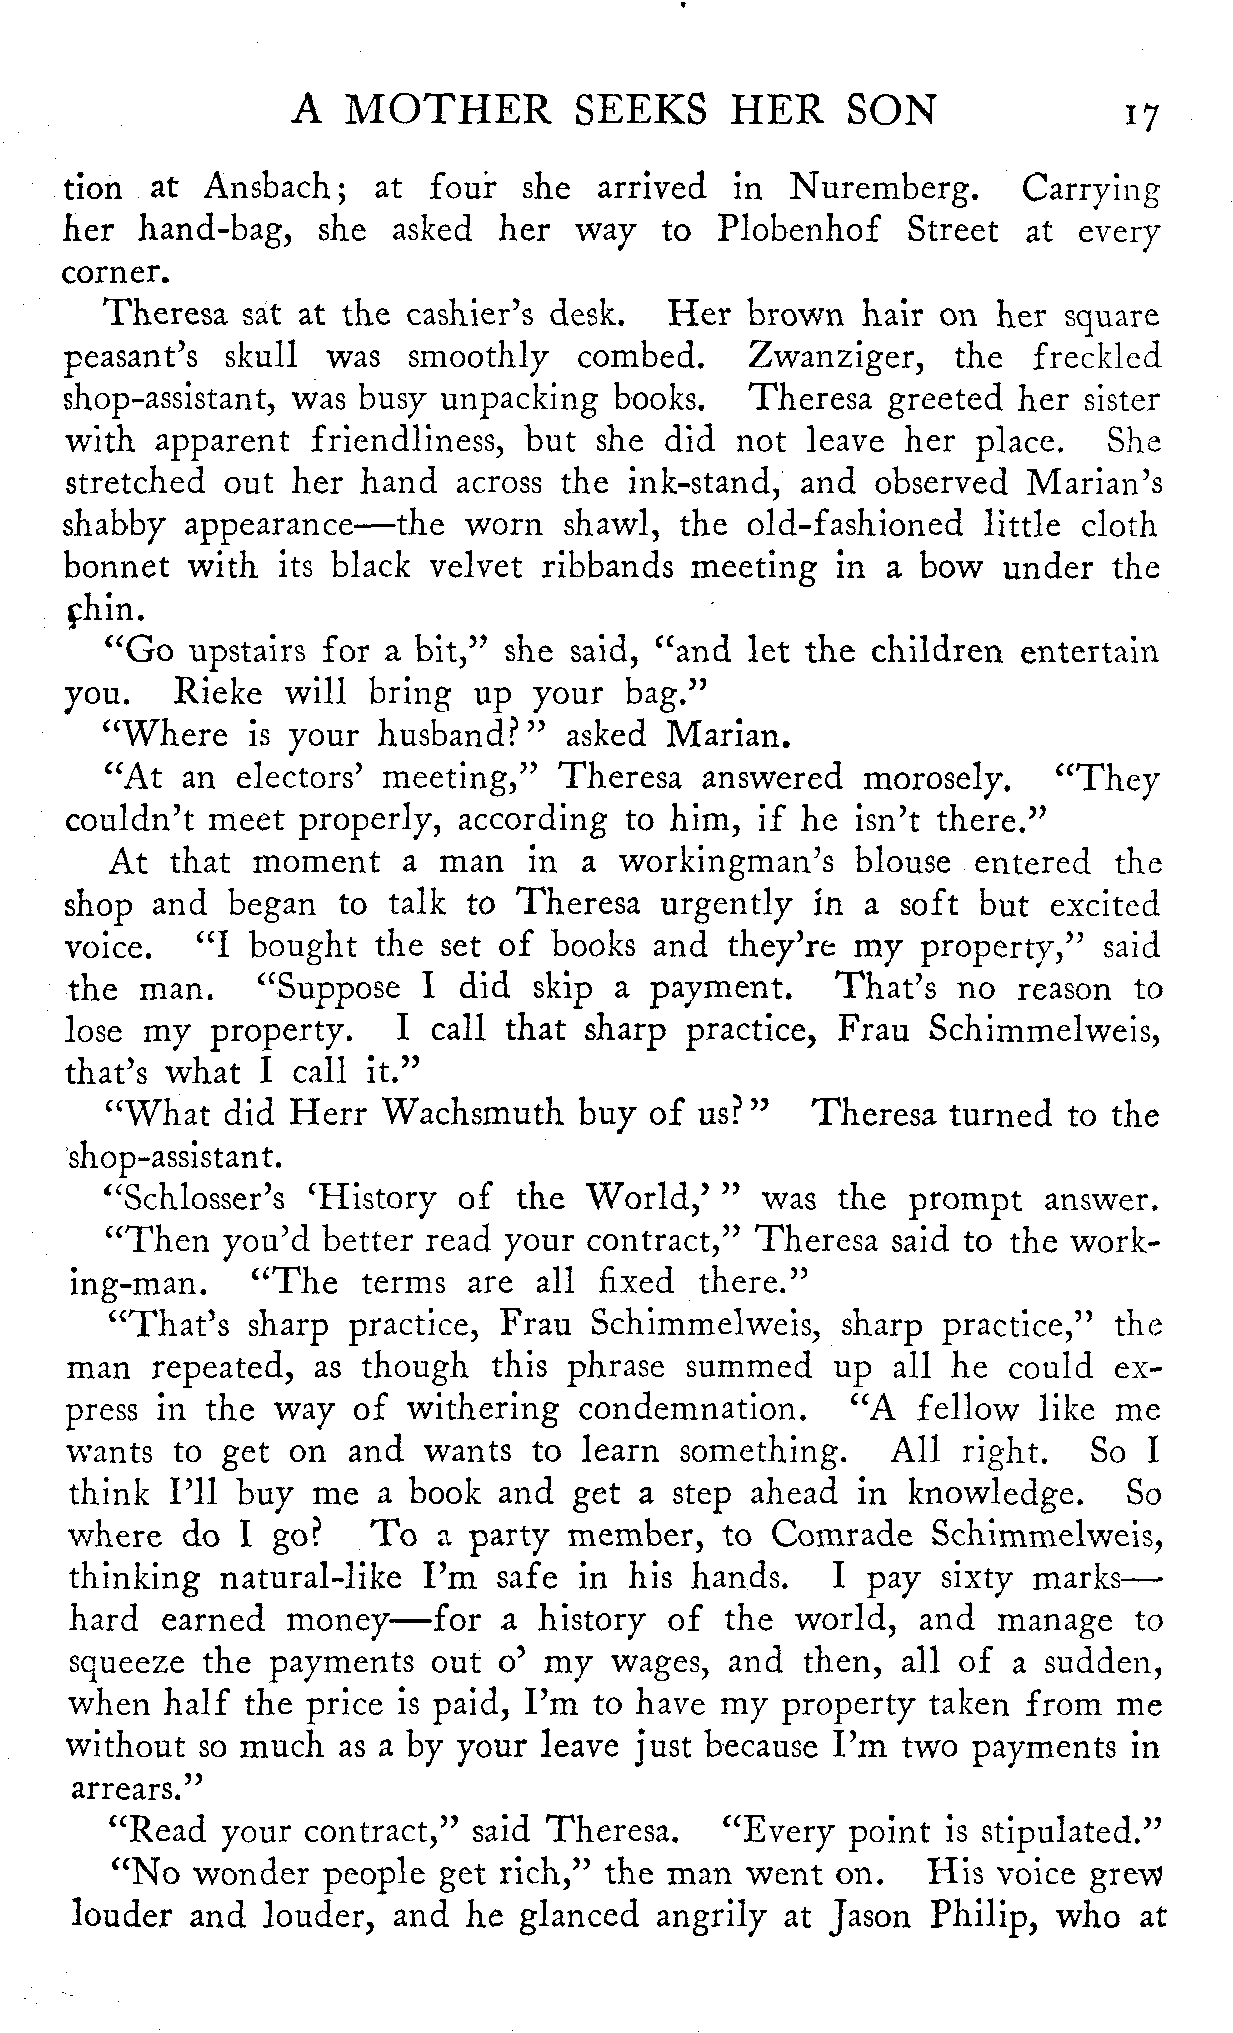 A MOTHER SEEKS HER SON 17
tion at Ansbach; at four she arrived in Nuremberg. Carrying
her hand-bag, she asked her way to Plobenhof Street at every
corner.
Theresa sat at the cashier's desk. Her brown hair on her square
peasant's skull was smoothly combed. Zwanziger, the freckled
shop-assistant, was busy unpacking books. Theresa greeted her sister
with apparent friendliness, but she did not leave her place. She
stretched out her hand across the ink-stand, and observed Marian's
shabby appearance—the worn shawl, the old-fashioned little cloth
bonnet with its black velvet ribbands meeting in a bow under the
chin.
"Go upstairs for a bit," she said, "and let the children entertain
you. Rieke will bring up your bag."
"Where is your husband?" asked Marian.
"At an electors' meeting," Theresa answered morosely. "They
couldn't meet properly, according to him, if he isn't there."
At that moment a man in a workingman's blouse entered the
shop and began to talk to Theresa urgently in a soft but excited
voice. "I bought the set of books and they're my property," said
the man. "Suppose I did skip a payment. That's no reason to
lose my property. I call that sharp practice, Frau Schimmelweis,
that's what I call it."
"What did Herr Wachsmuth buy of us?" Theresa turned to the
shop-assistant.
"Schlosser's 'History of the World,'" was the prompt answer.
"Then you'd better read your contract," Theresa said to the work-
ing-man. "The terms are all fixed there."
"That's sharp practice, Frau Schimmelweis, sharp practice," the
man repeated, as though this phrase summed up all he could ex-
press in the way of withering condemnation. "A fellow like me
wants to get on and wants to learn something. All right. So I
think I'll buy me a book and get a step ahead in knowledge. So
where do I go? To a party member, to Comrade Schimmelweis,
thinking natural-like I'm safe in his hands. I pay sixty marks—
hard earned money—for a history of the world, and manage to
squeeze the payments out o' my wages, and then, all of a sudden,
when half the price is paid, I'm to have my property taken from me
without so much as a by your leave just because I'm two payments in
arrears."
"Read your contract," said Theresa. "Every point is stipulated."
"No wonder people get rich," the man went on. His voice grew
louder and louder, and he glanced angrily at Jason Philip, who at